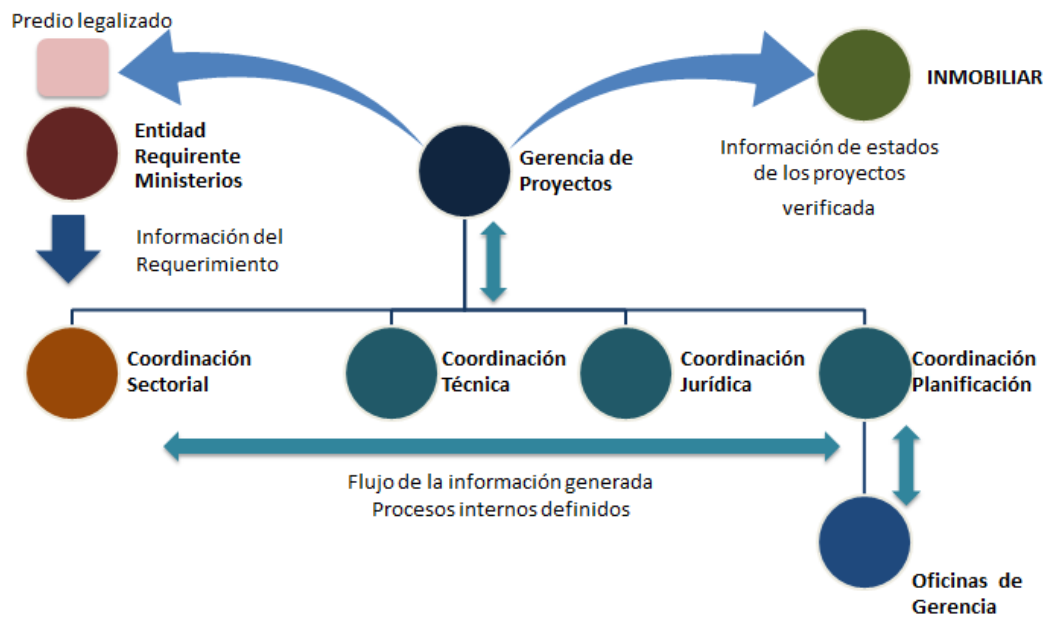 Predio legalizado
INMOBILIAR
Entidad
Requirente
Ministerios
Gerencia de
Proyectos
Información de estados
de los proyectos
verificada
Información del
Requerimiento
Coordinación
Sectorial
Coordinación
Técnica
Coordinación
Jurídica
Coordinación
Planificación
Flujo de la información generada
Procesos internos definidos
Oficinas de
Gerencia